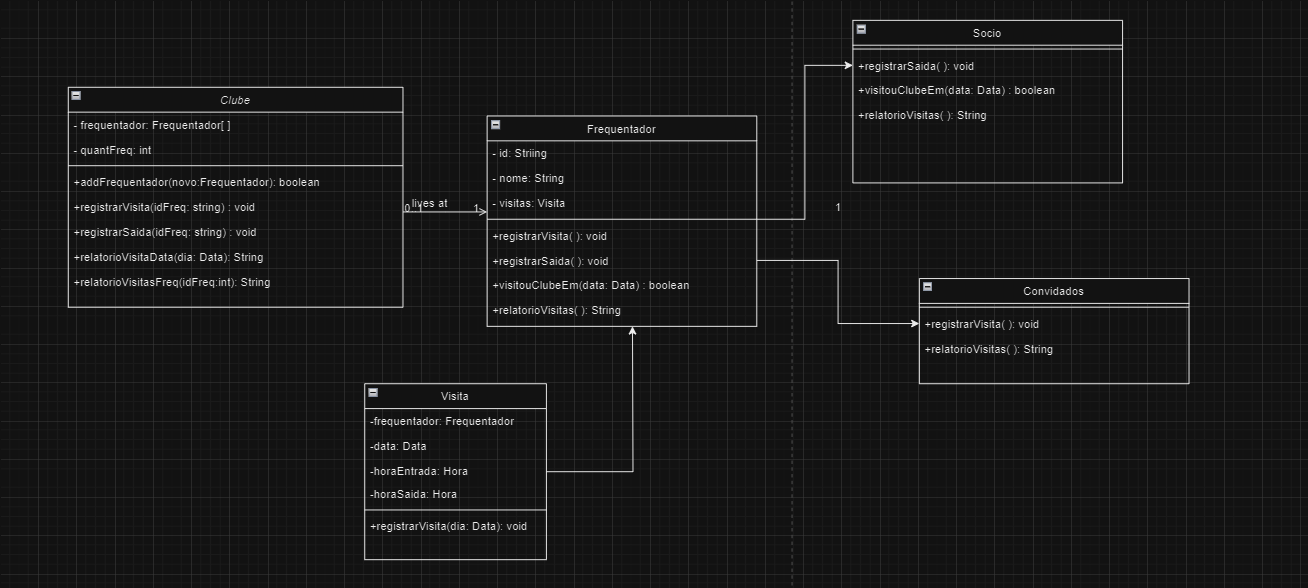 Clube
- frequentador: Frequentador[ ]
- quantFreq: int
+addFrequentador(novo:Frequentador): boolean
+registrarVisita(idFreq: string) : void
+registrarSaida(idFreq: string) : void
+relatorioVisitaData(dia: Data): String
+relatorioVisitasFreq(idFreq:int): String
lives at
0..1
1
Frequentador
- id: Striing
- nome: String
- visitas: Visita
+registrarVisita( ): void
+registrarSaida( ): void
+visitouClubeEm(data: Data) : boolean
+relatorioVisitas( ): String
Socio
+registrarSaida( ): void
+visitouClubeEm(data: Data) : boolean
+relatorioVisitas( ): String
1
Convidados
+registrarVisita( ): void
+relatorioVisitas( ): String
Visita
-frequentador: Frequentador
-data: Data
-horaEntrada: Hora
-horaSaida: Hora
+registrarVisita(dia: Data): void